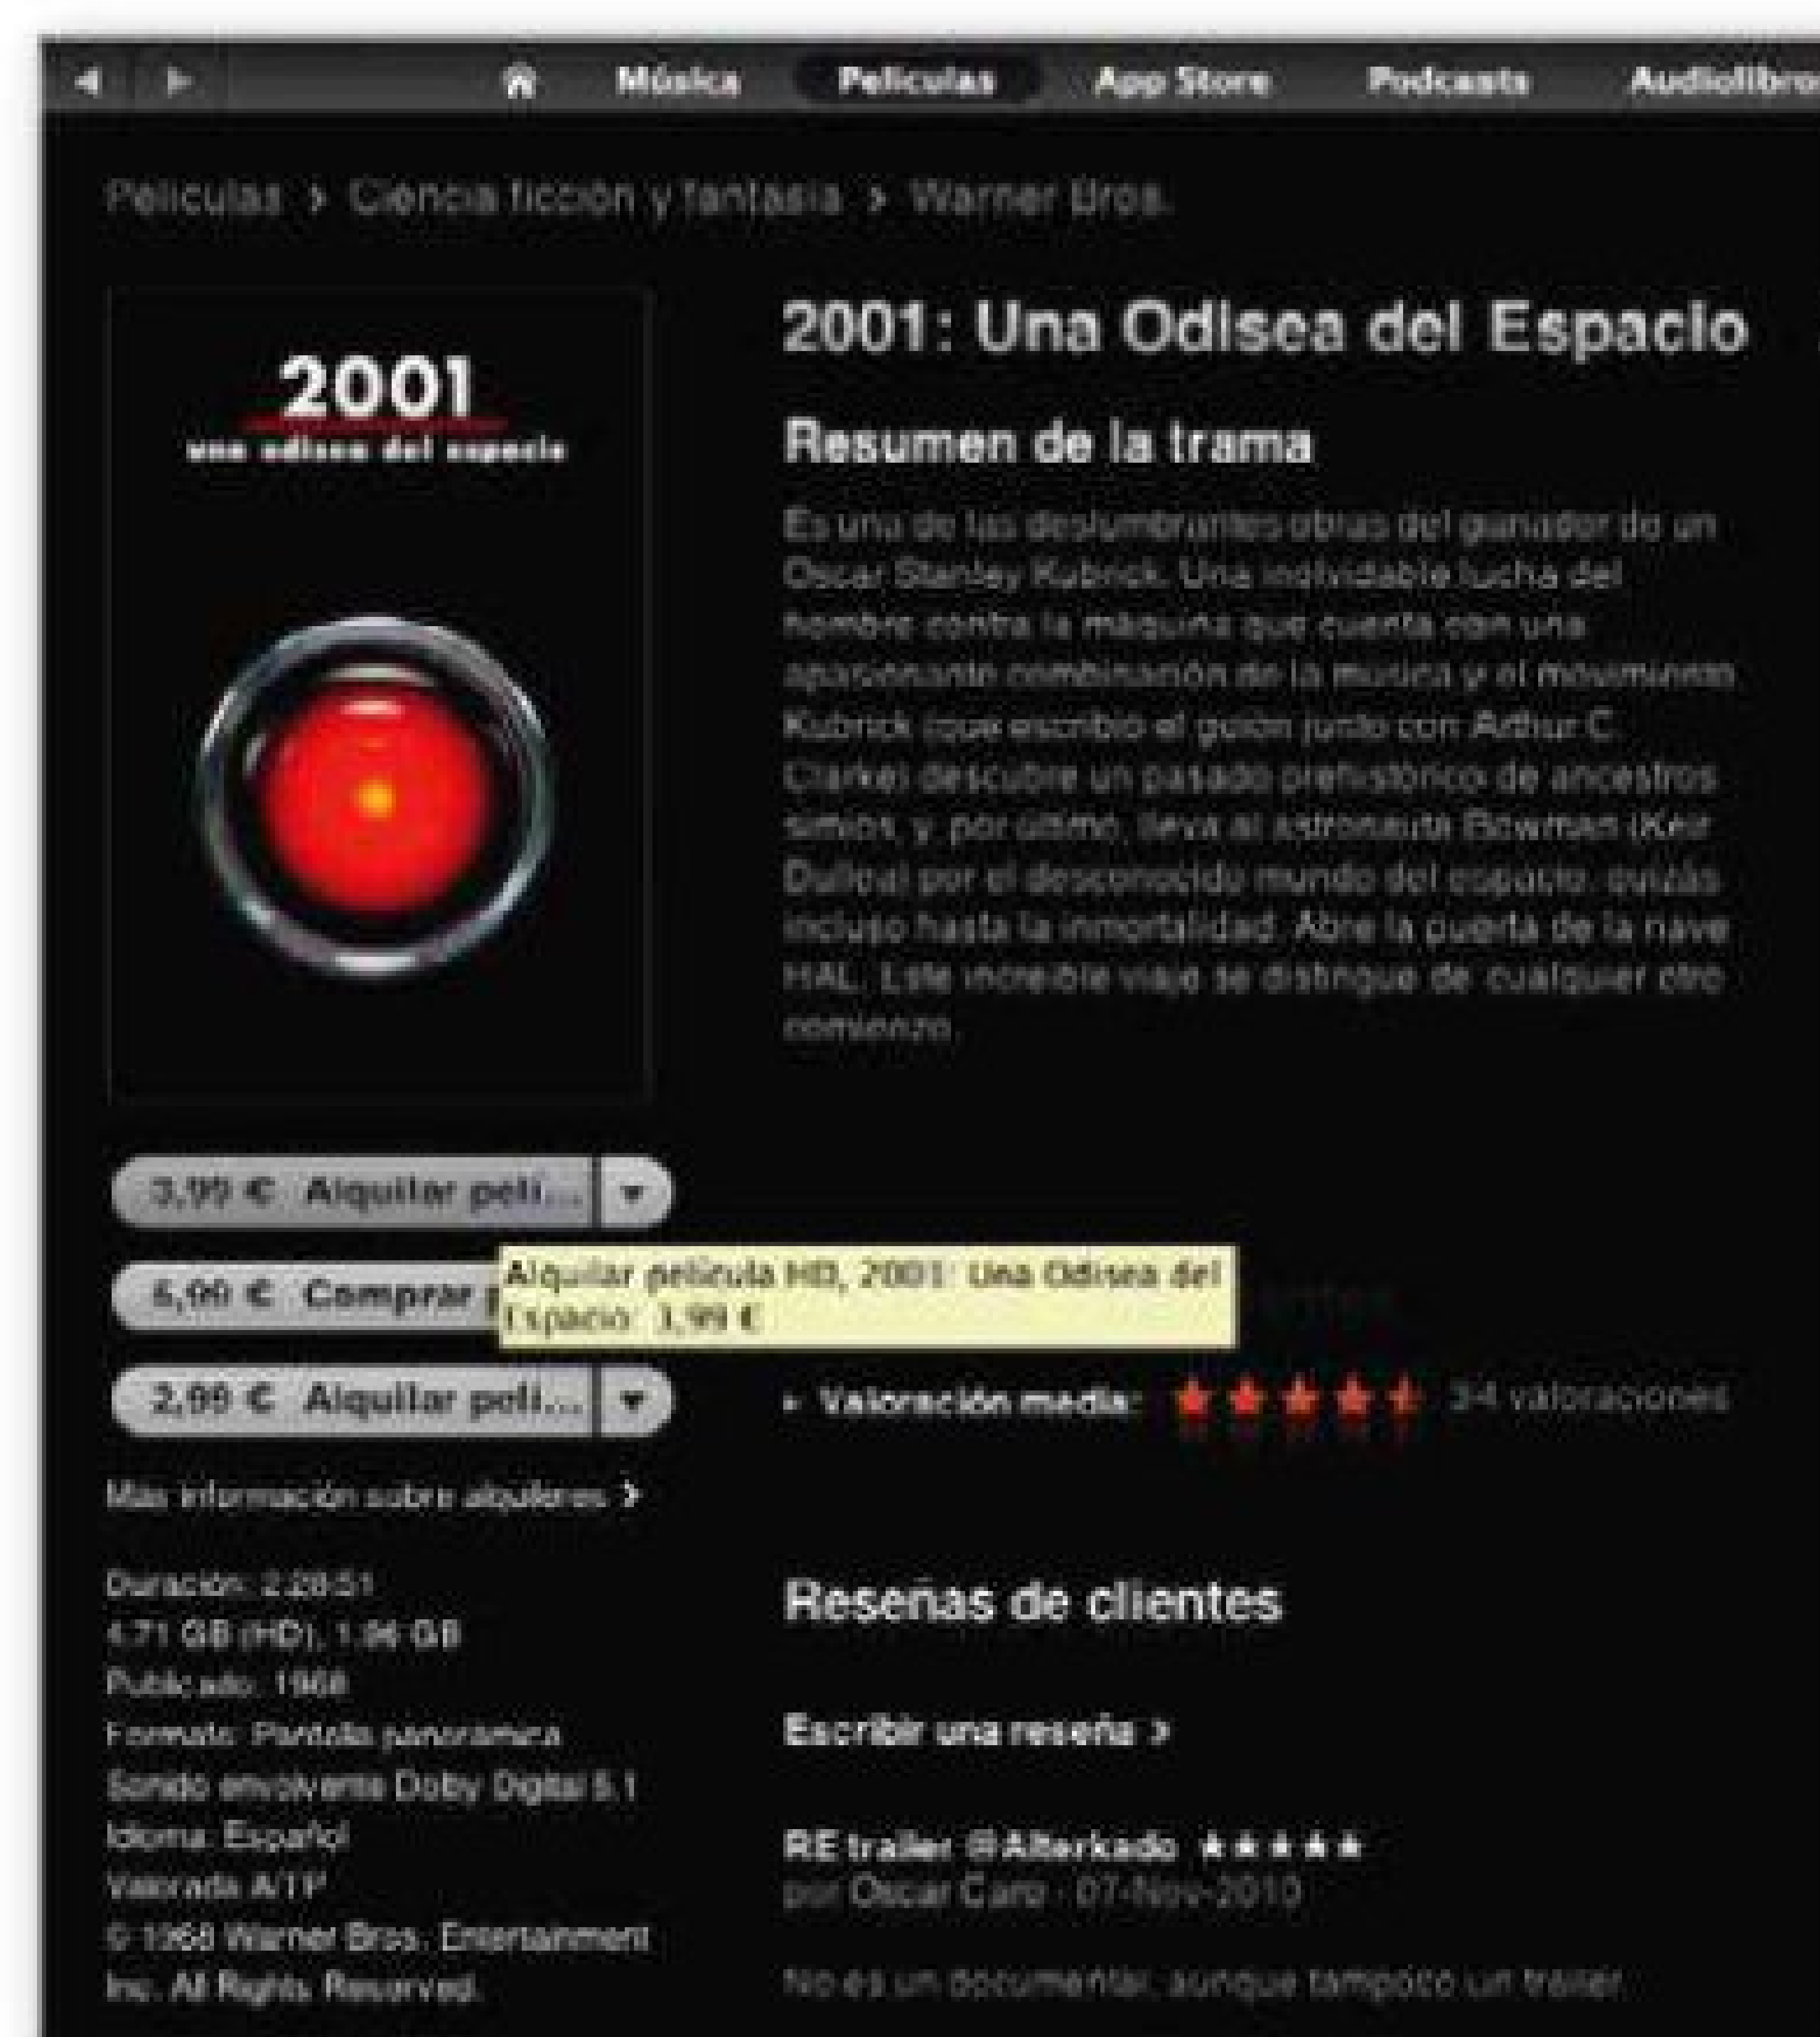 Música Películas App Store Podcasts Audiolibro
Películas > Ciencia ficción y fantasía > Warner Bros.
2001
una odisea del espacio
2001: Una Odisea del Espacio
Resumen de la trama
Es una de las deslumbrantes obras del ganador de un
Oscar Stanley Kubrick. Una inolvidable lucha del
hombre contra la máquina que cuenta con una
apasionante combinación de la música y el movimiento
Kubrick (que escribió el guión junto con Arthur C.
Clarke) descubre un pasado prehistórico de ancestros
simios, y, por último, lleva al astronauta Bowman (Keir
Dullea) por el desconocido mundo del espacio, quizás
incluso hasta la inmortalidad. Abre la puerta de la nave
HAL. Este increíble viaje se distingue de cualquier otro
comienzo.
3,99 € Alquilar pelí...
€ Comprar
Alquilar película HD, 2001: Una Odisea del
Espacio: 3,99 €
2,99 € Alquilar pelí...
Valoración media: 34 valoraciones
Más información sobre alquileres >
Duración: 2:28:51
4.71 GB (HD), 1.96 GB
Publicado: 1968
Formato: Pantalla panorámica
Sonido envolvente Dolby Digital 5.1
Idioma: Español
Valorada A/TP
© 1968 Warner Bros. Entertainment
Inc. All Rights Reserved.
Reseñas de clientes
Escribir una reseña >
RE trailer @Alterkado ★★★★★
por Oscar Caro - 07-Nov-2010
No es un documental, aunque tampoco un trailer.